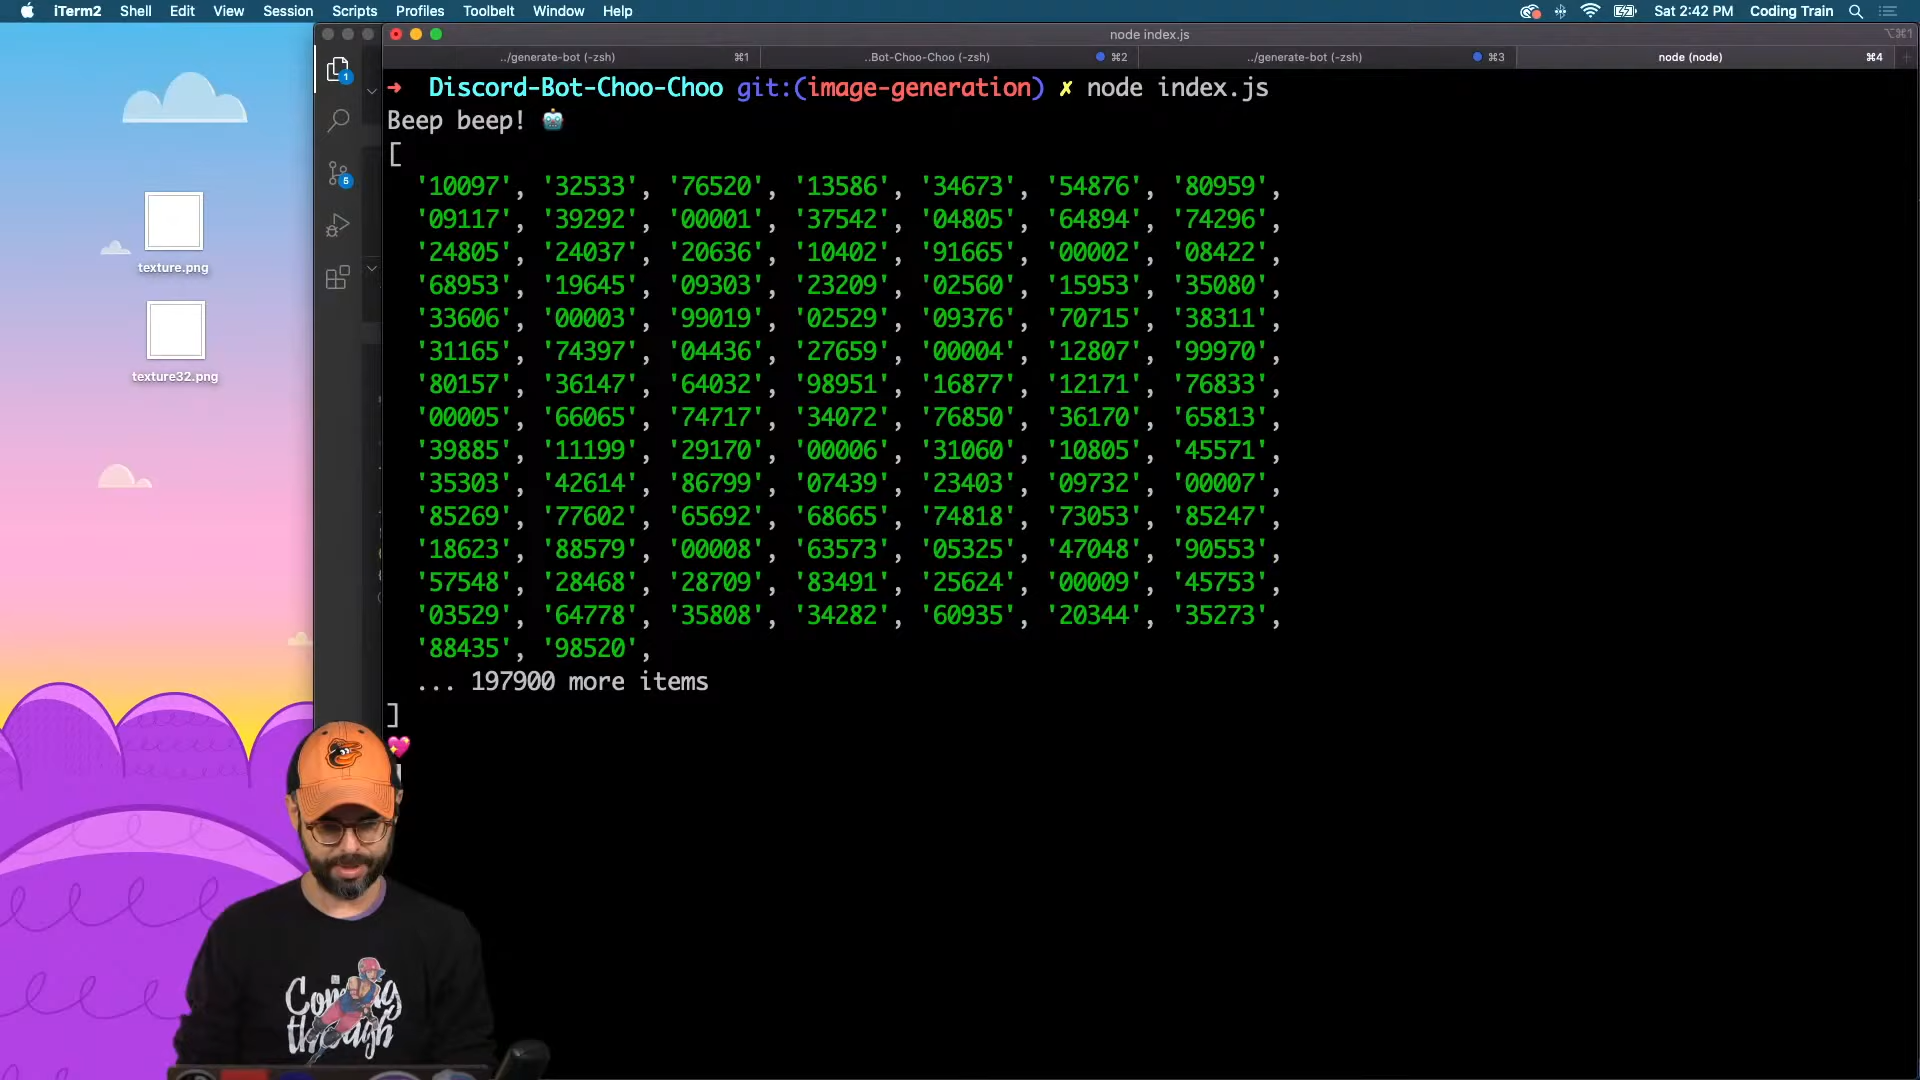 iTerm2 Shell Edit View Session Scripts Profiles Toolbelt Window Help Sat 2:42 PM Coding Train
node index.js ⌥⌘1
../generate-bot (-zsh) ⌘1 ..Bot-Choo-Choo (-zsh) ⌘2 ../generate-bot (-zsh) ⌘3 node (node) ⌘4
1
5
texture.png
texture32.png
➜ Discord-Bot-Choo-Choo git:(image-generation) ✗ node index.js
Beep beep! 🤖
[
'10097', '32533', '76520', '13586', '34673', '54876', '80959',
'09117', '39292', '00001', '37542', '04805', '64894', '74296',
'24805', '24037', '20636', '10402', '91665', '00002', '08422',
'68953', '19645', '09303', '23209', '02560', '15953', '35080',
'33606', '00003', '99019', '02529', '09376', '70715', '38311',
'31165', '74397', '04436', '27659', '00004', '12807', '99970',
'80157', '36147', '64032', '98951', '16877', '12171', '76833',
'00005', '66065', '74717', '34072', '76850', '36170', '65813',
'39885', '11199', '29170', '00006', '31060', '10805', '45571',
'35303', '42614', '86799', '07439', '23403', '09732', '00007',
'85269', '77602', '65692', '68665', '74818', '73053', '85247',
'18623', '88579', '00008', '63573', '05325', '47048', '90553',
'57548', '28468', '28709', '83491', '25624', '00009', '45753',
'03529', '64778', '35808', '34282', '60935', '20344', '35273',
'88435', '98520',
... 197900 more items
]
💖
through